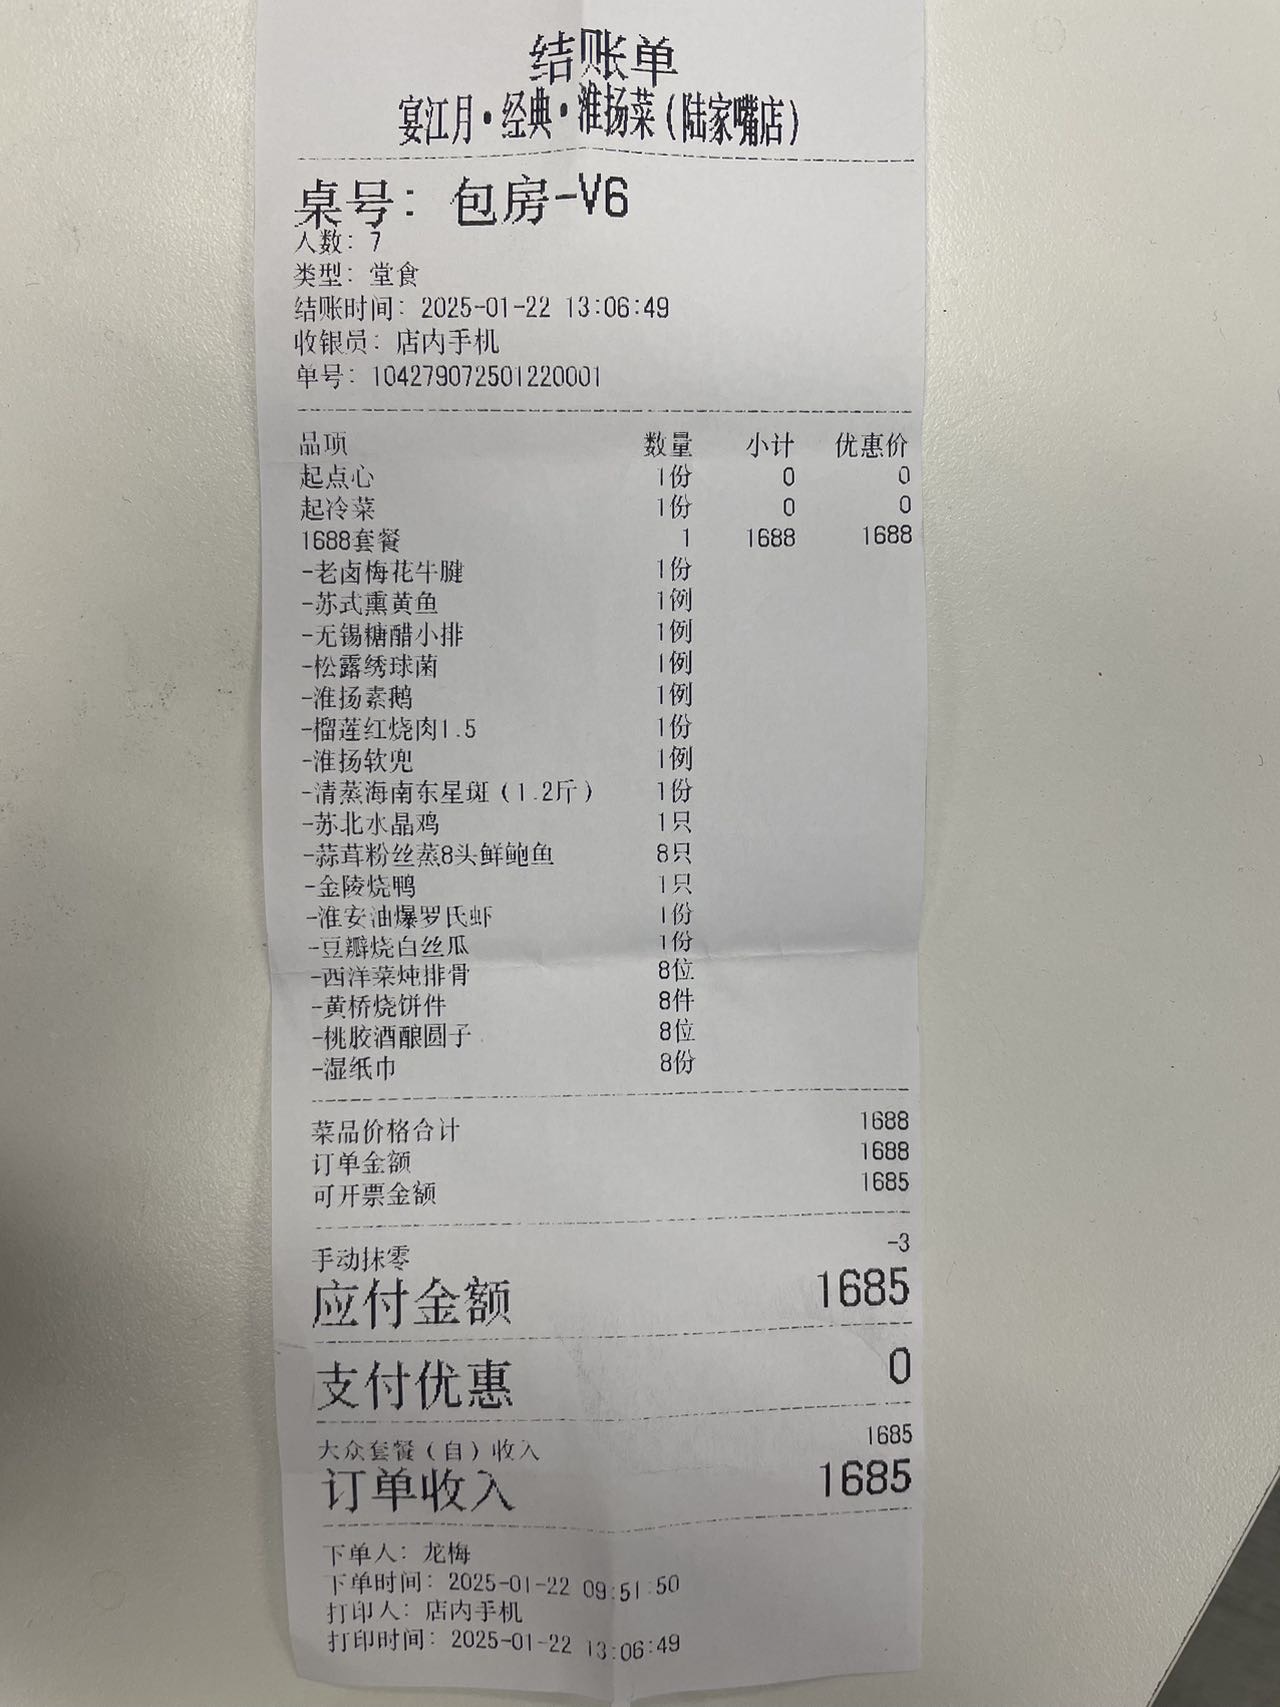 结账单
宴江月·经典·淮扬菜(陆家嘴店)
桌号: 包房-V6
人数: 7
类型: 堂食
结账时间: 2025-01-22 13:06:49
收银员: 店内手机
单号: 104279072501220001
品项 数量 小计 优惠价
起点心 1份 0 0
起冷菜 1份 0 0
1688套餐 1 1688 1688
-老卤梅花牛腱 1份
-苏式熏黄鱼 1例
-无锡糖醋小排 1例
-松露绣球菌 1例
-淮扬素鹅 1例
-榴莲红烧肉1.5 1份
-淮扬软兜 1例
-清蒸海南东星斑(1.2斤) 1份
-苏北水晶鸡 1只
-蒜茸粉丝蒸8头鲜鲍鱼 8只
-金陵烧鸭 1只
-淮安油爆罗氏虾 1份
-豆瓣烧白丝瓜 1份
-西洋菜炖排骨 8位
-黄桥烧饼件 8件
-桃胶酒酿圆子 8位
-湿纸巾 8份
菜品价格合计 1688
订单金额 1688
可开票金额 1685
手动抹零 -3
应付金额 1685
支付优惠 0
大众套餐(自)收入 1685
订单收入 1685
下单人: 龙梅
下单时间: 2025-01-22 09:51:50
打印人: 店内手机
打印时间: 2025-01-22 13:06:49